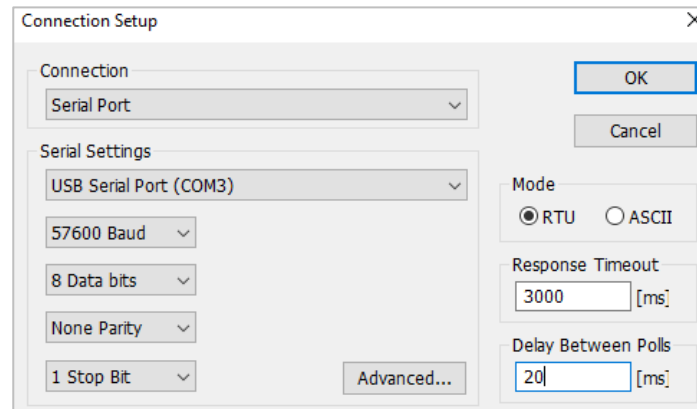 Connection Setup
Connection
Serial Port
OK
Cancel
Serial Settings
USB Serial Port (COM3)
57600 Baud
8 Data bits
None Parity
1 Stop Bit
Advanced...
Mode
RTU
ASCII
Response Timeout
3000 [ms]
Delay Between Polls
20 [ms]